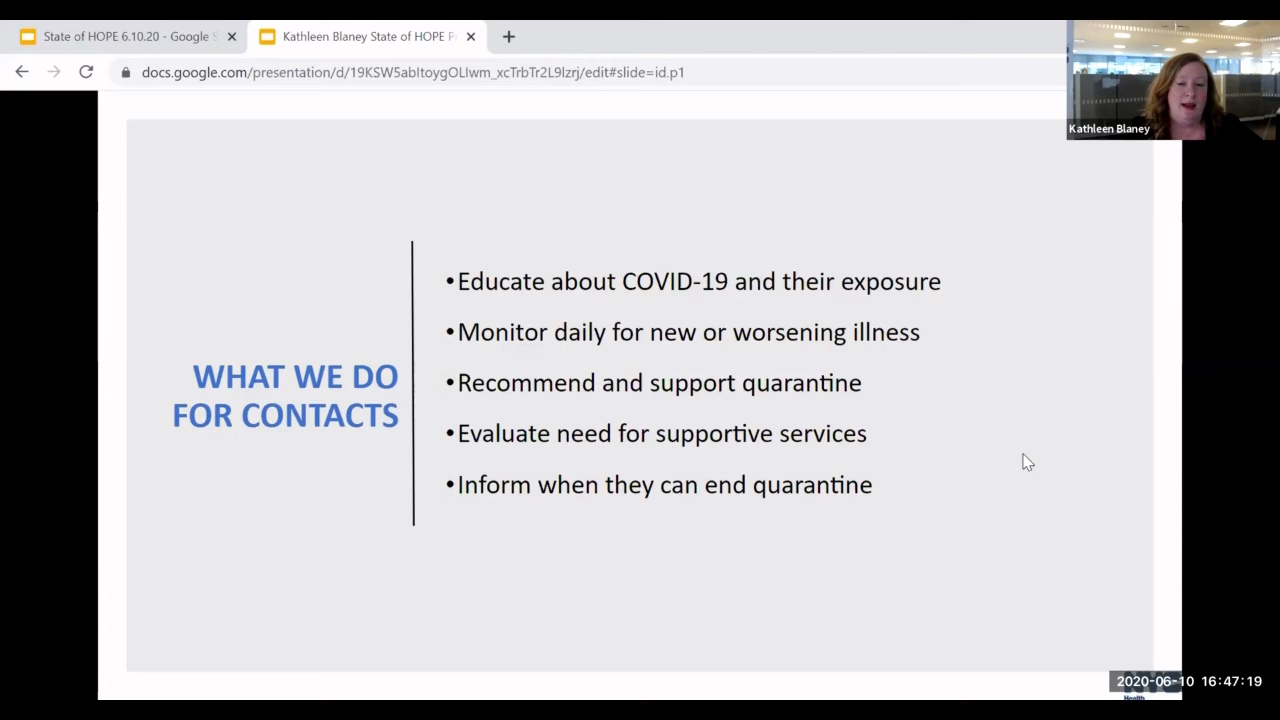 State of HOPE 6.10.20 - Google S
Kathleen Blaney State of HOPE P
docs.google.com/presentation/d/19KSW5abitoygOLIwm_xcTrbTr2L9Izrj/edit#slide=id.p1
Kathleen Blaney
WHAT WE DO
FOR CONTACTS
•Educate about COVID-19 and their exposure
•Monitor daily for new or worsening illness
•Recommend and support quarantine
•Evaluate need for supportive services
•Inform when they can end quarantine
2020-06-10 16:47:19
NYC
Health